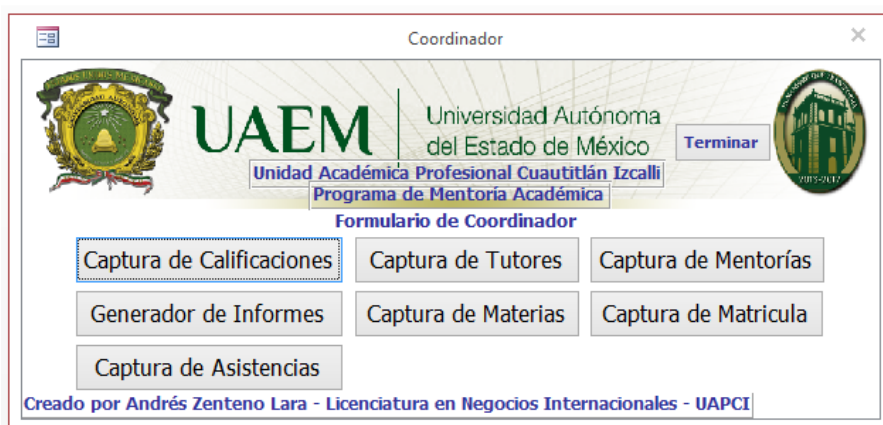 Coordinador
UAEM
Universidad Autónoma
del Estado de México
Terminar
Unidad Académica Profesional Cuautitlán Izcalli
Programa de Mentoría Académica
Formulario de Coordinador
Captura de Calificaciones
Captura de Tutores
Captura de Mentorías
Generador de Informes
Captura de Materias
Captura de Matricula
Captura de Asistencias
Creado por Andrés Zenteno Lara - Licenciatura en Negocios Internacionales - UAPCI
2013-2017